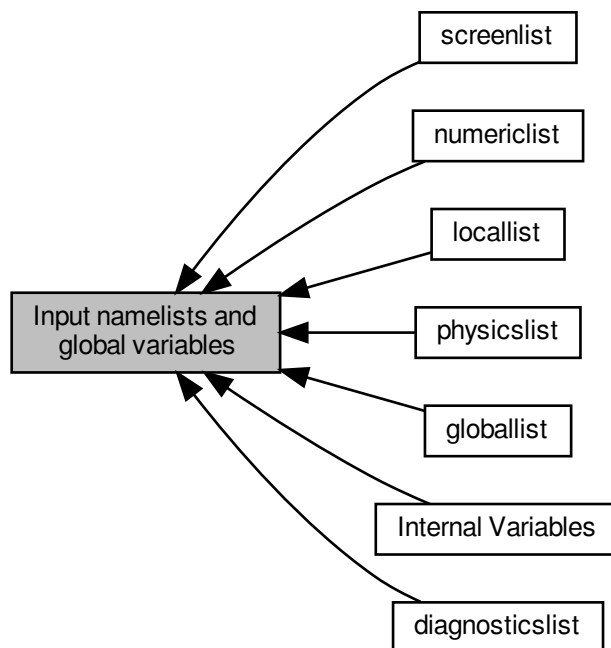 screenlist
numericlist
locallist
Input namelists and
global variables
physicslist
globallist
Internal Variables
diagnosticslist